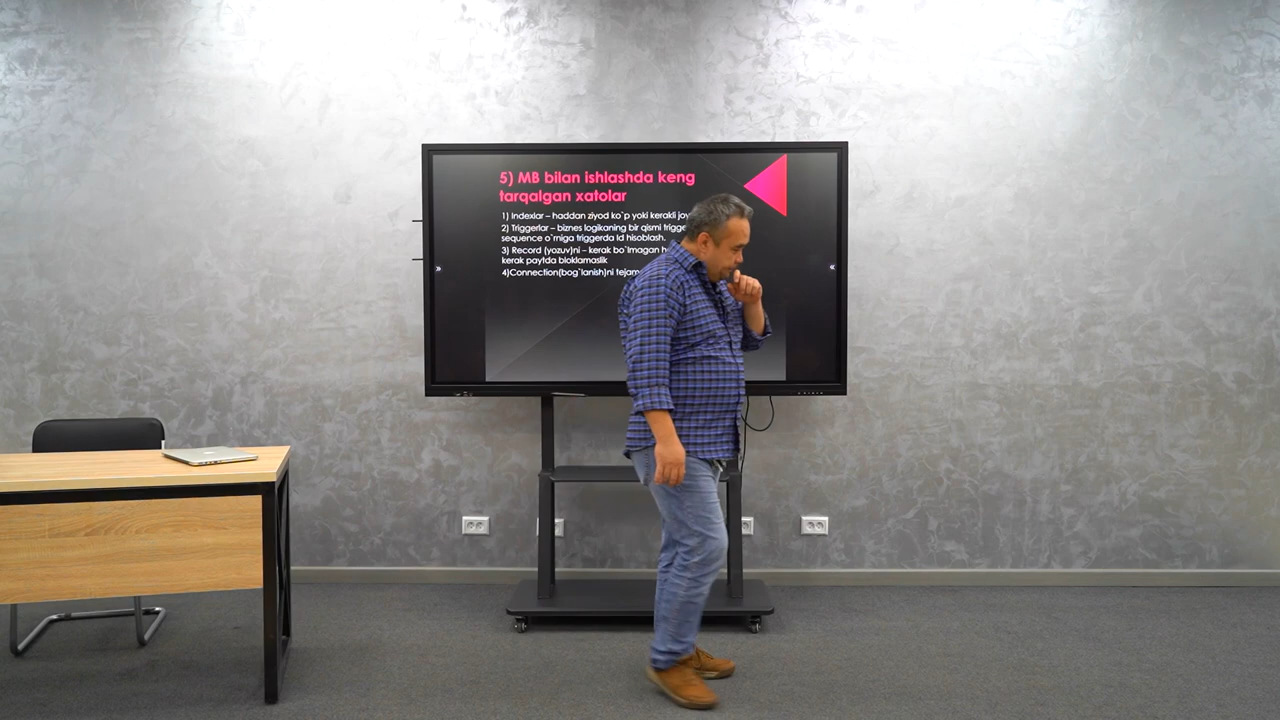 5) MB bilan ishlashda keng
tarqalgan xatolar
1) Indexlar – haddan ziyod ko`p yoki kerakli
2) Triggerlar – biznes logikaning bir qismi
sequence o`rniga triggerda Id hisoblash.
3) Record (yozuv)ni – kerak bo`lmagan
kerak paytda bloklamaslik
4)Connection(bog`lanish)ni